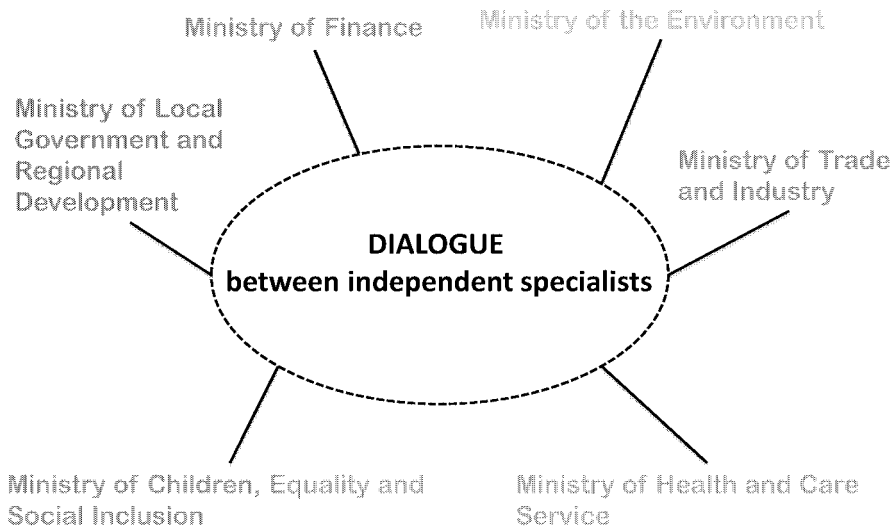 Ministry of Finance
Ministry of the Environment
Ministry of Local
Government and
Regional
Development
Ministry of Trade
and Industry
DIALOGUE
between independent specialists
Ministry of Children, Equality and
Social Inclusion
Ministry of Health and Care
Service